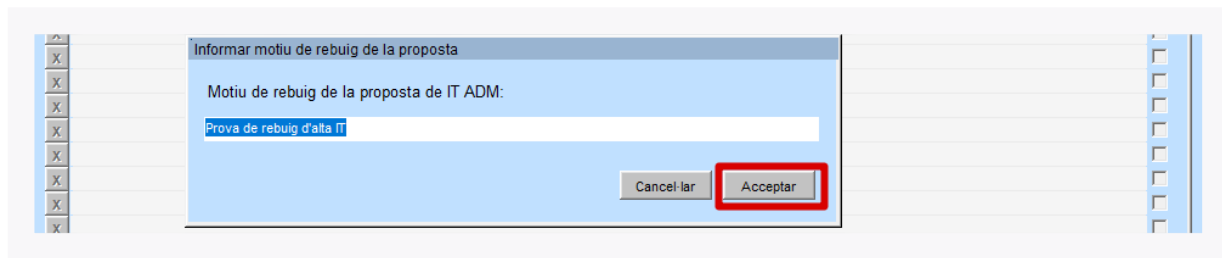 Informar motiu de rebuig de la proposta
Motiu de rebuig de la proposta de IT ADM:
Prova de rebuig d'alta IT
Cancel·lar
Acceptar
X
X
X
X
X
X
X
X
X